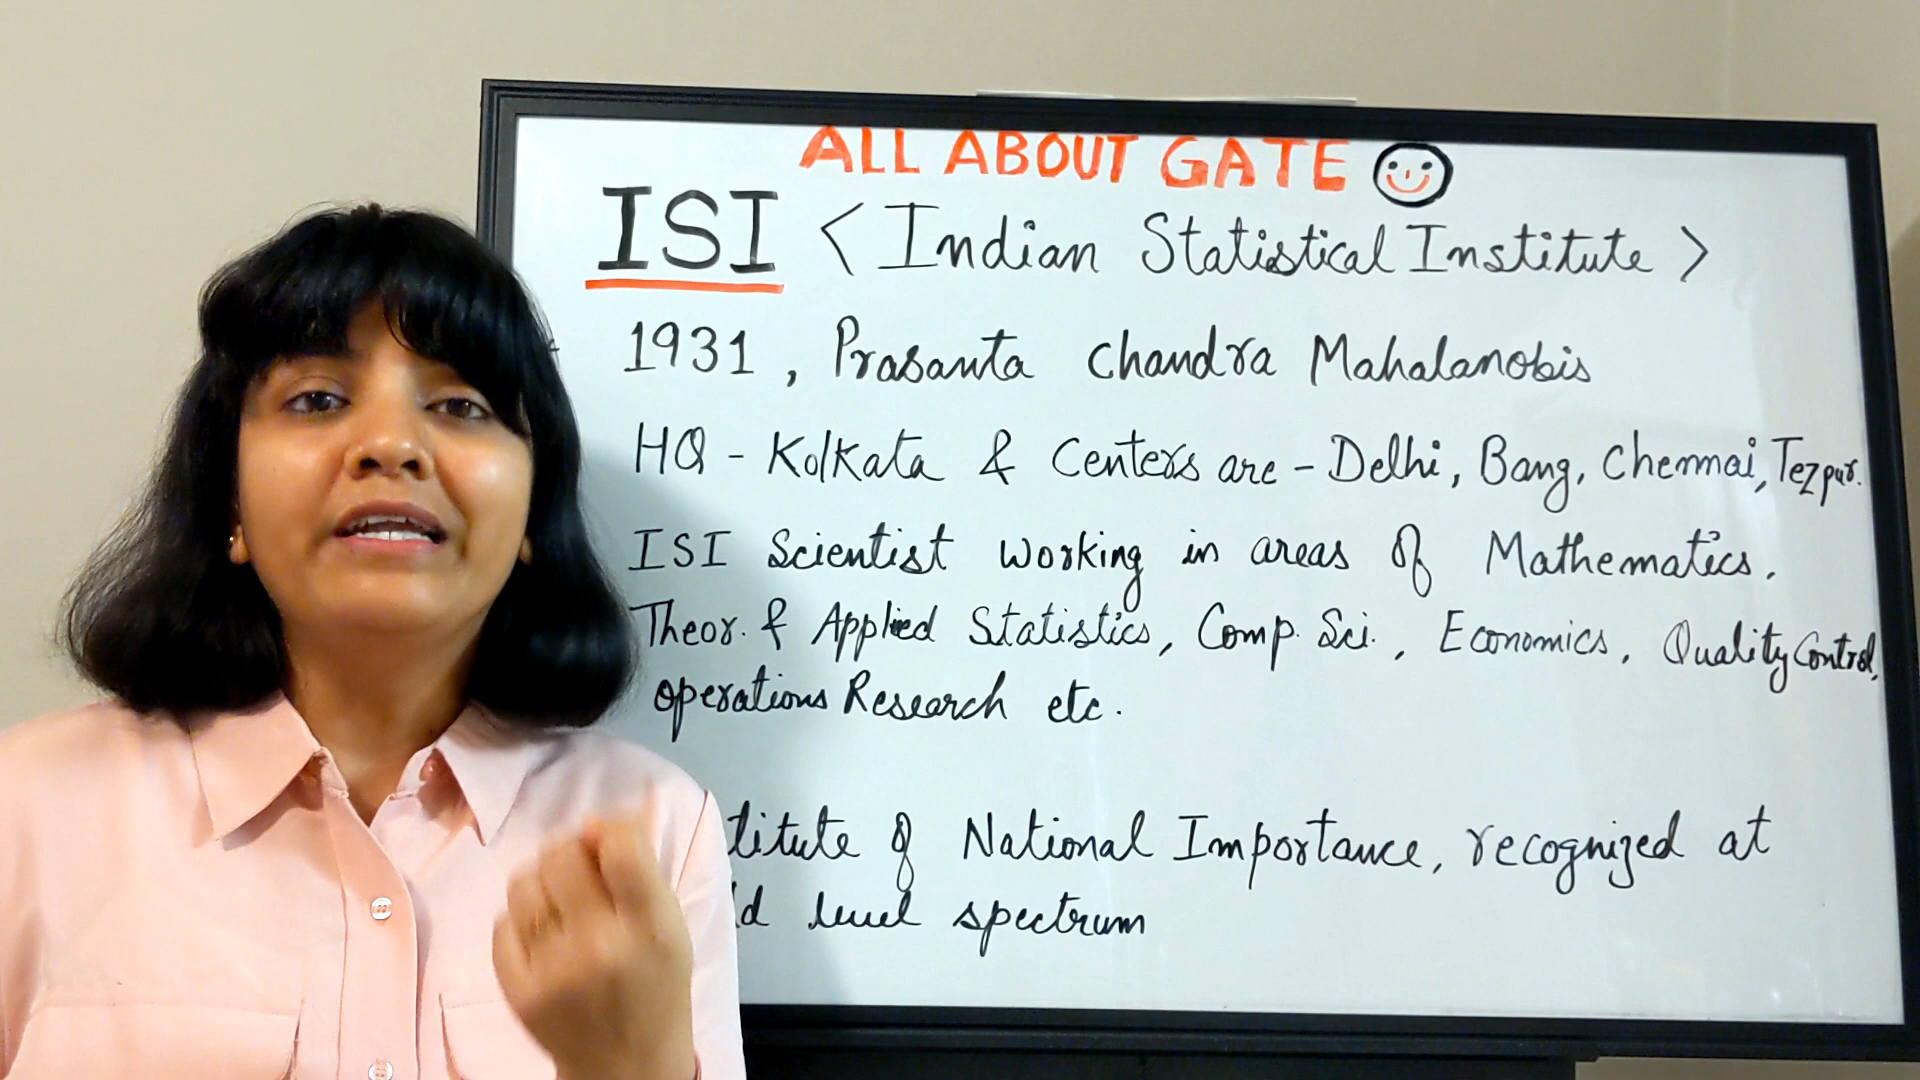 ALL ABOUT GATE
ISI < Indian Statistical Institute >
1931, Prasanta Chandra Mahalanobis
HQ - Kolkata & Centers are - Delhi, Bang, Chennai, Tezpur.
ISI Scientist working in areas of Mathematics,
Theor. & Applied Statistics, Comp. Sci., Economics, Quality Control,
operations Research etc.
titute of National Importance, recognized at
ld level spectrum